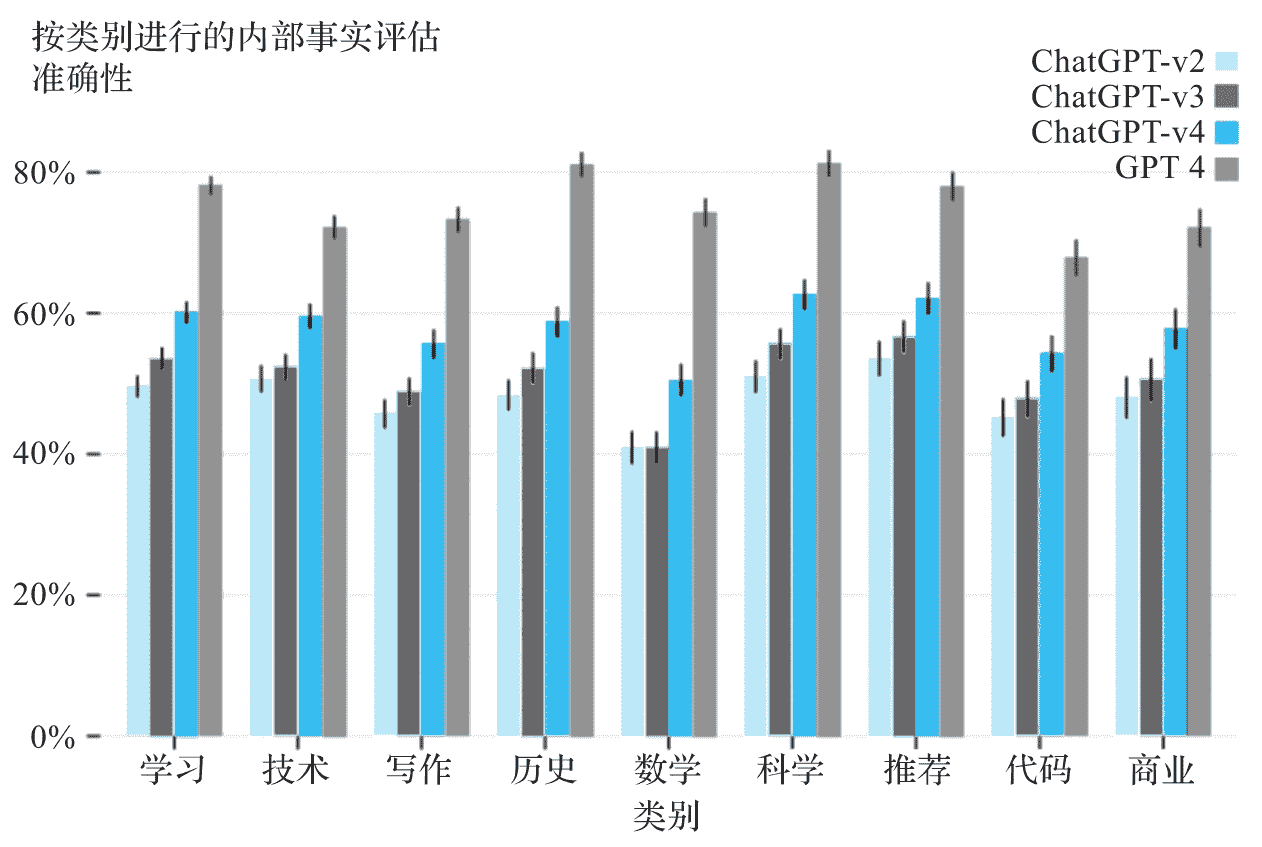 按类别进行的内部事实评估
准确性
ChatGPT-v2
ChatGPT-v3
ChatGPT-v4
GPT 4
80%
60%
40%
20%
0%
学习 技术 写作 历史 数学 科学 推荐 代码 商业
类别